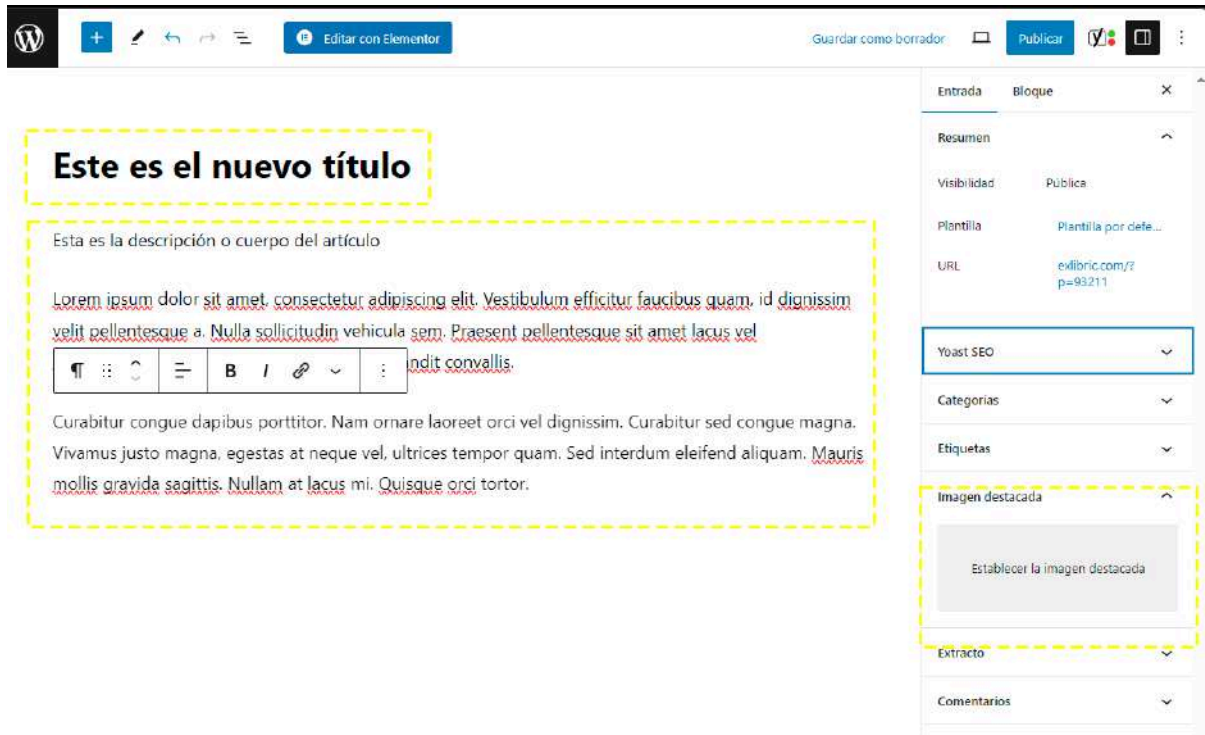 Editar con Elementor
Guardar como borrador
Publicar
Entrada Bloque
Este es el nuevo título
Esta es la descripción o cuerpo del artículo
Lorem ipsum dolor sit amet, consectetur adipiscing elit. Vestibulum efficitur faucibus quam, id dignissim
velit pellentesque a. Nulla sollicitudin vehicula sem. Praesent pellentesque sit amet lacus vel
convallis.
B I
Curabitur congue dapibus porttitor. Nam ornare laoreet orci vel dignissim. Curabitur sed congue magna.
Vivamus justo magna, egestas at neque vel, ultrices tempor quam. Sed interdum eleifend aliquam. Mauris
mollis gravida sagittis. Nullam at lacus mi. Quisque orci tortor.
Resumen
Visibilidad Pública
Plantilla Plantilla por defe...
URL exlibric.com/?
p=93211
Yoast SEO
Categorías
Etiquetas
Imagen destacada
Establecer la imagen destacada
Extracto
Comentarios